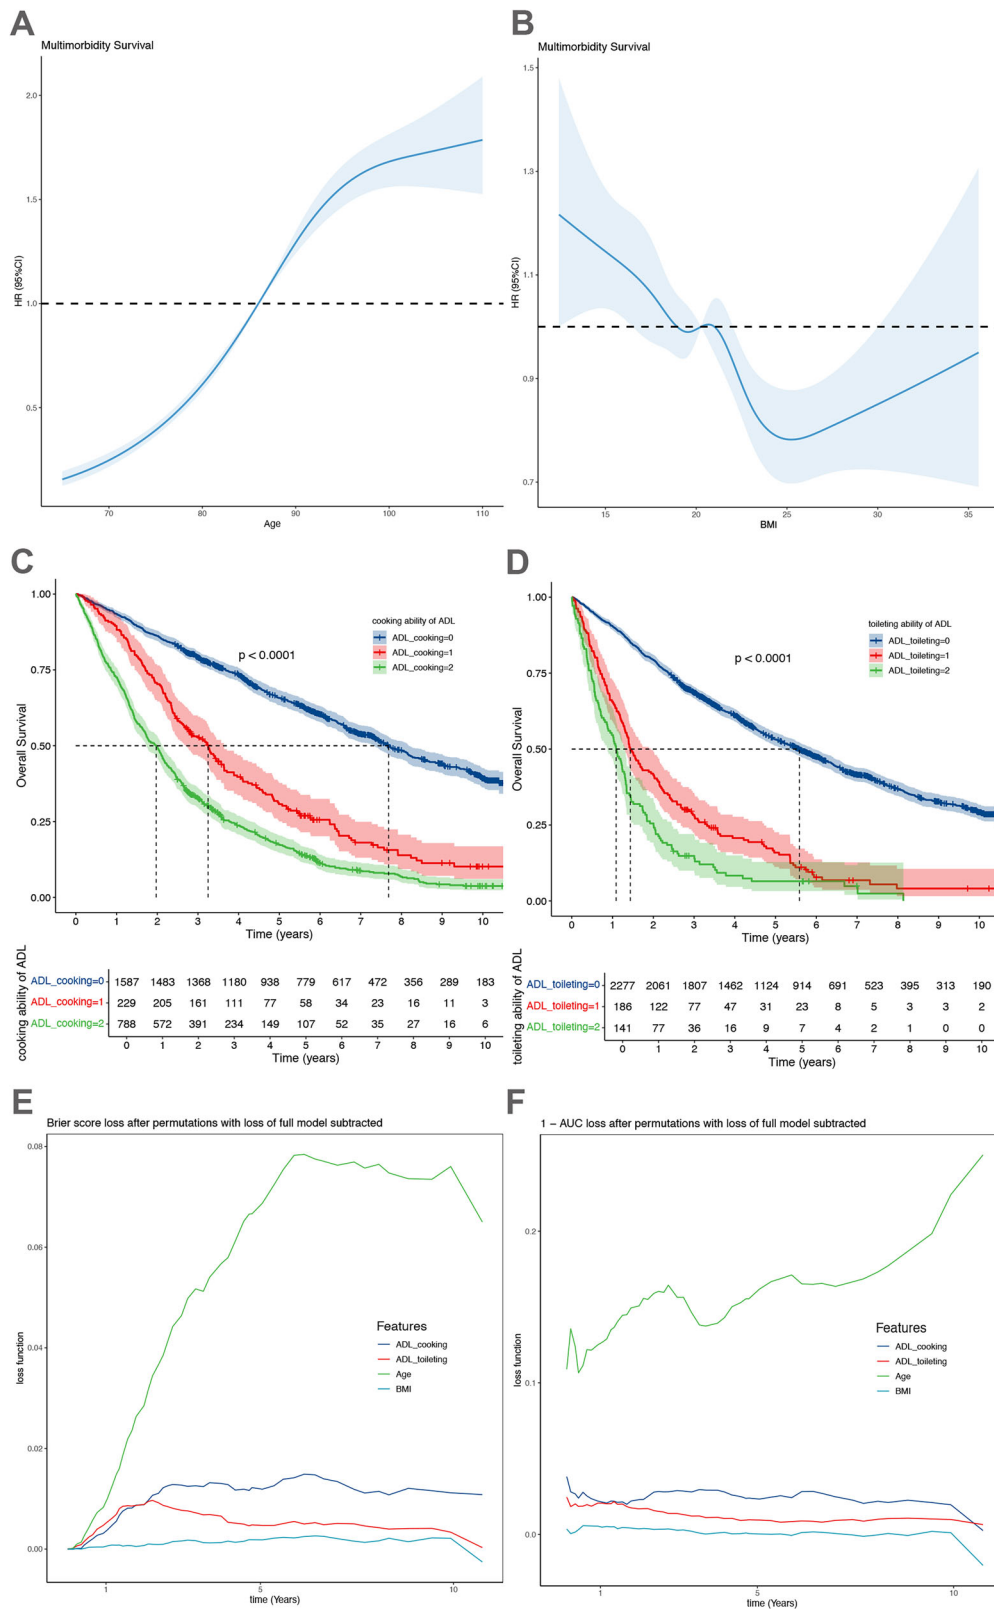 A
Multimorbidity Survival
HR (95%CI)
2.0
1.5
1.0
0.5
70 80 90 100 110
Age
B
Multimorbidity Survival
HR (95%CI)
1.5
1.3
1.1
0.9
0.7
15 20 25 30 35
BMI
C
Overall Survival
1.00
0.75
0.50
0.25
0.00
cooking ability of ADL
ADL_cooking=0
ADL_cooking=1
ADL_cooking=2
p < 0.0001
0 1 2 3 4 5 6 7 8 9 10
Time (years)
cooking ability of ADL
ADL_cooking=0 1587 1483 1368 1180 938 779 617 472 356 289 183
ADL_cooking=1 229 205 161 111 77 58 34 23 16 11 3
ADL_cooking=2 788 572 391 234 149 107 52 35 27 16 6
0 1 2 3 4 5 6 7 8 9 10
Time (years)
D
Overall Survival
1.00
0.75
0.50
0.25
0.00
toileting ability of ADL
ADL_toileting=0
ADL_toileting=1
ADL_toileting=2
p < 0.0001
0 1 2 3 4 5 6 7 8 9 10
Time (years)
toileting ability of ADL
ADL_toileting=0 2277 2061 1807 1462 1124 914 691 523 395 313 190
ADL_toileting=1 186 122 77 47 31 23 8 5 3 3 2
ADL_toileting=2 141 77 36 16 9 7 4 2 1 0 0
0 1 2 3 4 5 6 7 8 9 10
Time (years)
E
Brier score loss after permutations with loss of full model subtracted
loss function
0.08
0.06
0.04
0.02
0.00
Features
ADL_cooking
ADL_toileting
Age
BMI
1 5 10
time (Years)
F
1 − AUC loss after permutations with loss of full model subtracted
loss function
0.2
0.1
0.0
Features
ADL_cooking
ADL_toileting
Age
BMI
1 5 10
time (Years)